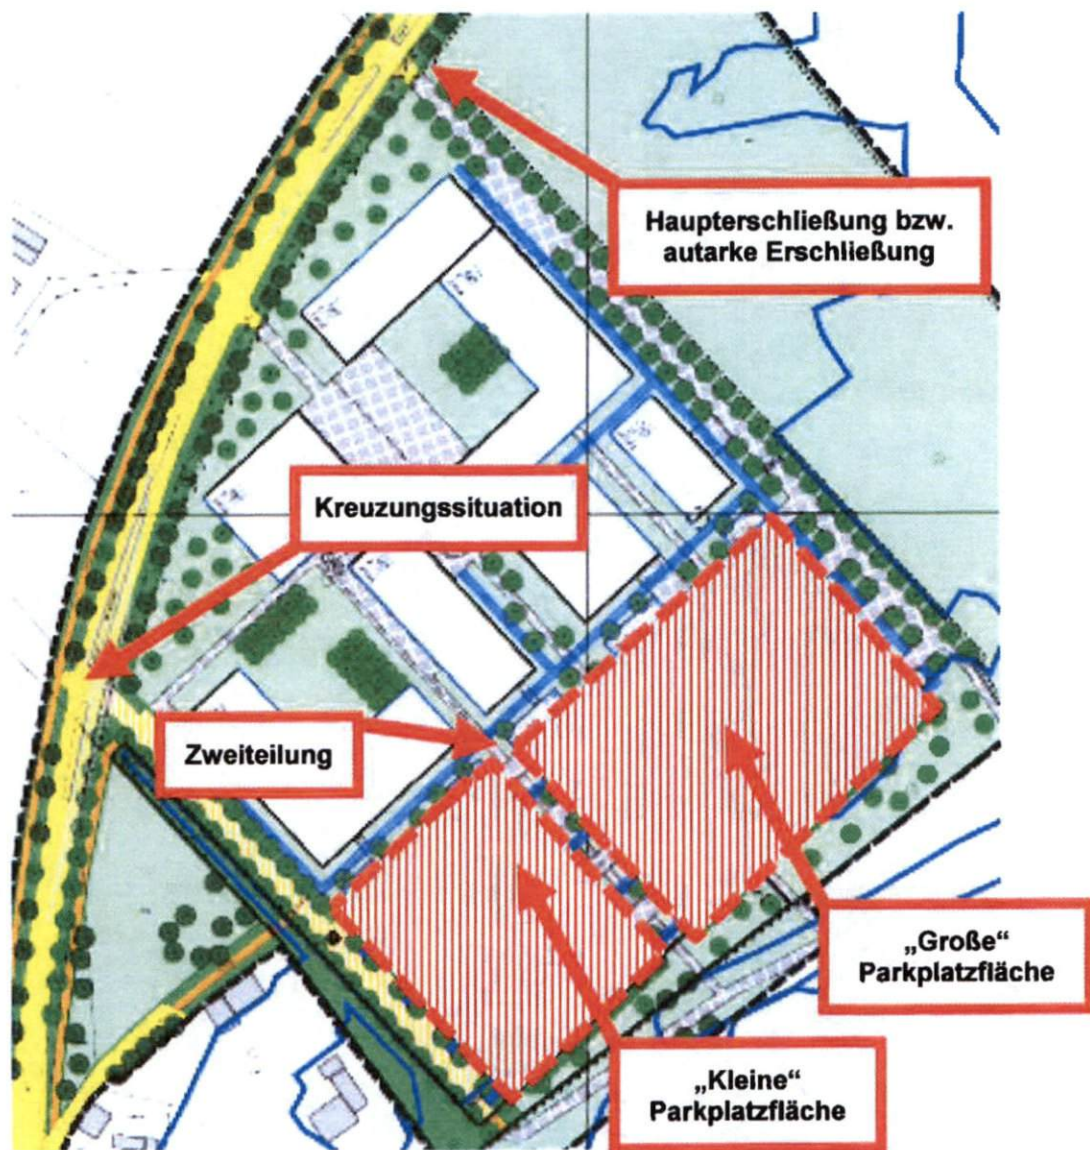 Haupterschließung bzw.
autarke Erschließung
Kreuzungssituation
Zweiteilung
„Große“
Parkplatzfläche
„Kleine“
Parkplatzfläche